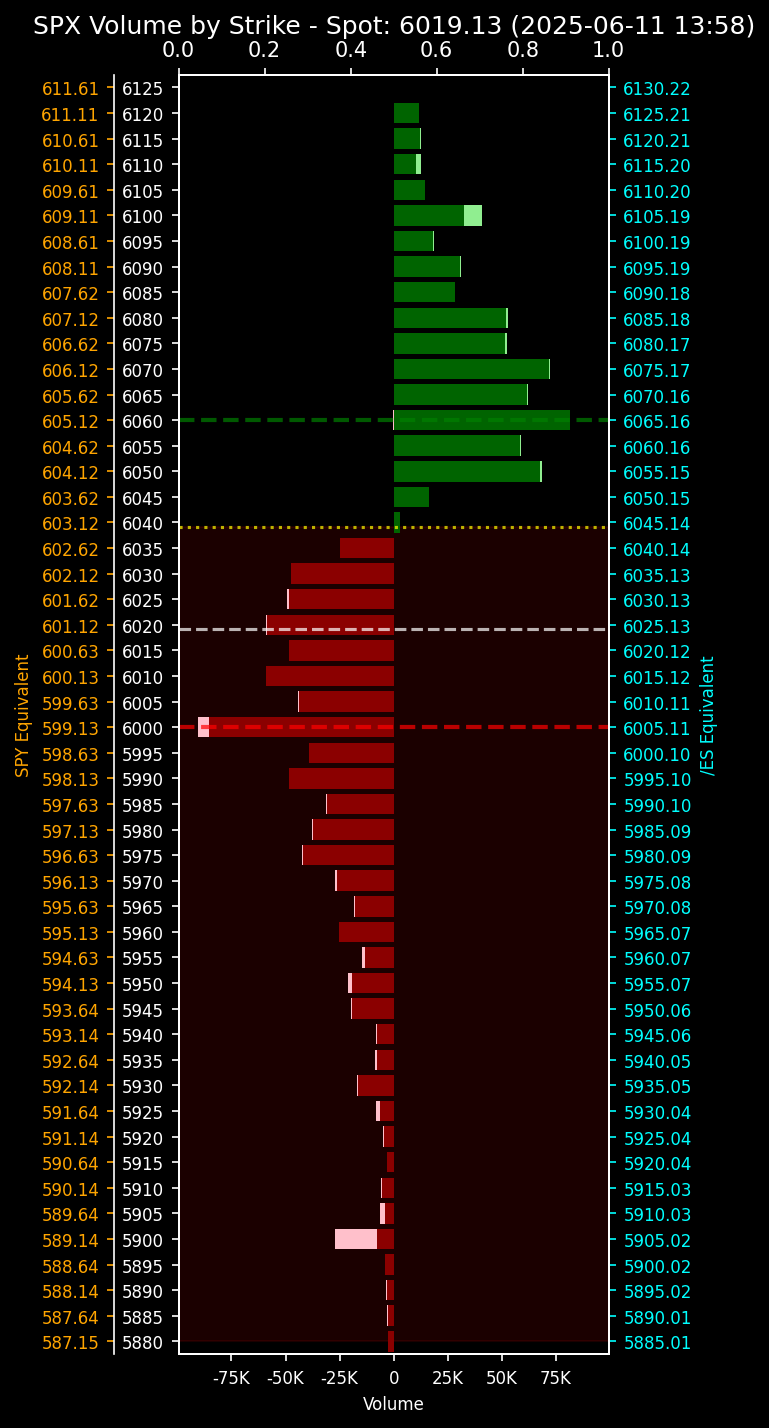 SPX Volume by Strike - Spot: 6019.13 (2025-06-11 13:58)
0.0 0.2 0.4 0.6 0.8 1.0
611.61 6125 6130.22
611.11 6120 6125.21
610.61 6115 6120.21
610.11 6110 6115.20
609.61 6105 6110.20
609.11 6100 6105.19
608.61 6095 6100.19
608.11 6090 6095.19
607.62 6085 6090.18
607.12 6080 6085.18
606.62 6075 6080.17
606.12 6070 6075.17
605.62 6065 6070.16
605.12 6060 6065.16
604.62 6055 6060.16
604.12 6050 6055.15
603.62 6045 6050.15
603.12 6040 6045.14
602.62 6035 6040.14
602.12 6030 6035.13
601.62 6025 6030.13
601.12 6020 6025.13
600.63 6015 6020.12
600.13 6010 6015.12
599.63 6005 6010.11
599.13 6000 6005.11
598.63 5995 6000.10
598.13 5990 5995.10
597.63 5985 5990.10
597.13 5980 5985.09
596.63 5975 5980.09
596.13 5970 5975.08
595.63 5965 5970.08
595.13 5960 5965.07
594.63 5955 5960.07
594.13 5950 5955.07
593.64 5945 5950.06
593.14 5940 5945.06
592.64 5935 5940.05
592.14 5930 5935.05
591.64 5925 5930.04
591.14 5920 5925.04
590.64 5915 5920.04
590.14 5910 5915.03
589.64 5905 5910.03
589.14 5900 5905.02
588.64 5895 5900.02
588.14 5890 5895.02
587.64 5885 5890.01
587.15 5880 5885.01
SPY Equivalent
/ES Equivalent
-75K -50K -25K 0 25K 50K 75K
Volume